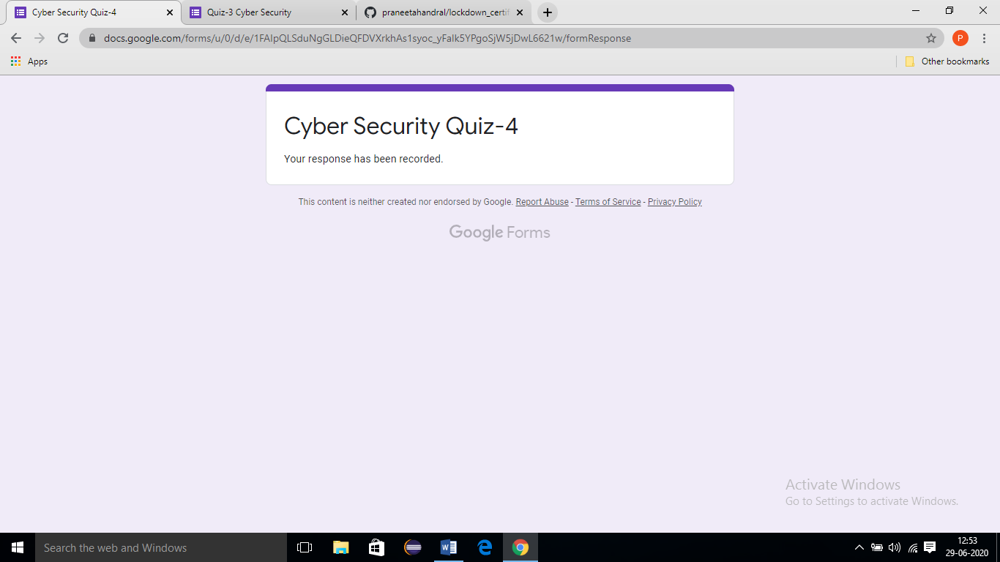 Cyber Security Quiz-4
Quiz-3 Cyber Security
praneetahandral/lockdown_certif
docs.google.com/forms/u/0/d/e/1FAIpQLSduNgGLDieQFDVXrkhAs1syoc_yFaIk5YPgoSjW5jDwL6621w/formResponse
P
Apps
Other bookmarks
Cyber Security Quiz-4
Your response has been recorded.
This content is neither created nor endorsed by Google. Report Abuse - Terms of Service - Privacy Policy
Google Forms
Activate Windows
Go to Settings to activate Windows.
Search the web and Windows
12:53
29-06-2020